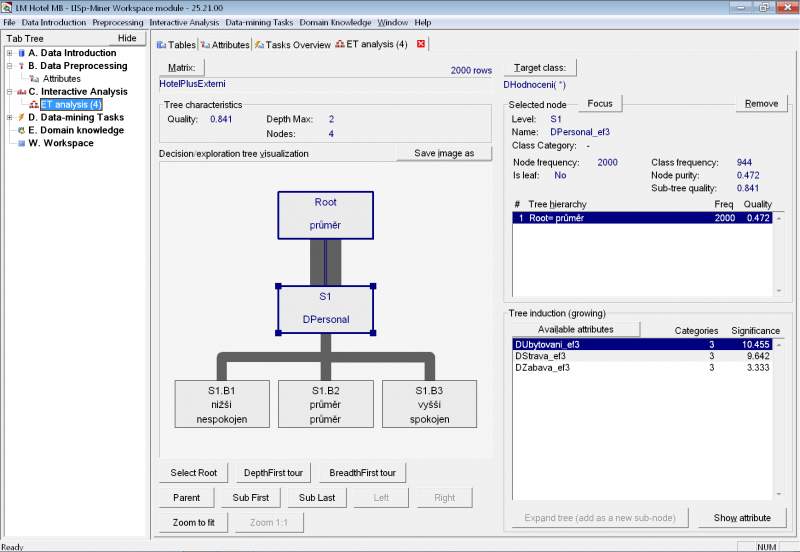 LM Hotel MB - LISp-Miner Workspace module - 25.21.00
File Data Introduction Preprocessing Interactive Analysis Data-mining Tasks Domain Knowledge Window Help
Tab Tree Hide
A. Data Introduction
B. Data Preprocessing
Attributes
C. Interactive Analysis
ET analysis (4)
D. Data-mining Tasks
E. Domain knowledge
W. Workspace
Tables Attributes Tasks Overview ET analysis (4)
Matrix: 2000 rows
HotelPlusExterni
Tree characteristics
Quality: 0.841 Depth Max: 2
Nodes: 4
Decision/exploration tree visualization Save image as
Root
průměr
S1
DPersonal
S1.B1
nižší
nespokojen
S1.B2
průměr
průměr
S1.B3
vyšší
spokojen
Select Root DepthFirst tour BreadthFirst tour
Parent Sub First Sub Last Left Right
Zoom to fit Zoom 1:1
Target class:
DHodnoceni( *)
Selected node Focus Remove
Level: S1
Name: DPersonal_ef3
Class Category: -
Node frequency: 2000 Class frequency: 944
Is leaf: No Node purity: 0.472
Sub-tree quality: 0.841
# Tree hierarchy Freq Quality
1 Root= průměr 2000 0.472
Tree induction (growing)
Available attributes Categories Significance
DUbytovani_ef3 3 10.455
DStrava_ef3 3 9.642
DZabava_ef3 3 3.333
Expand tree (add as a new sub-node) Show attribute
Ready NUM